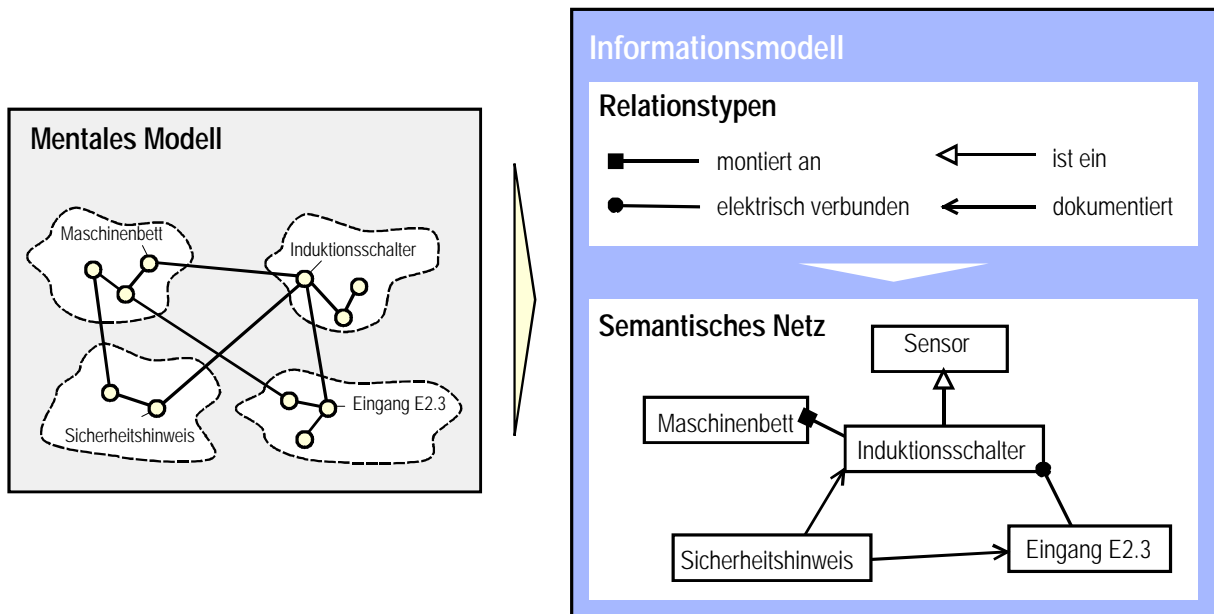 Mentales Modell
Maschinenbett
Induktionsschalter
Sicherheitshinweis
Eingang E2.3
Informationsmodell
Relationstypen
montiert an
ist ein
elektrisch verbunden
dokumentiert
Semantisches Netz
Sensor
Maschinenbett
Induktionsschalter
Sicherheitshinweis
Eingang E2.3